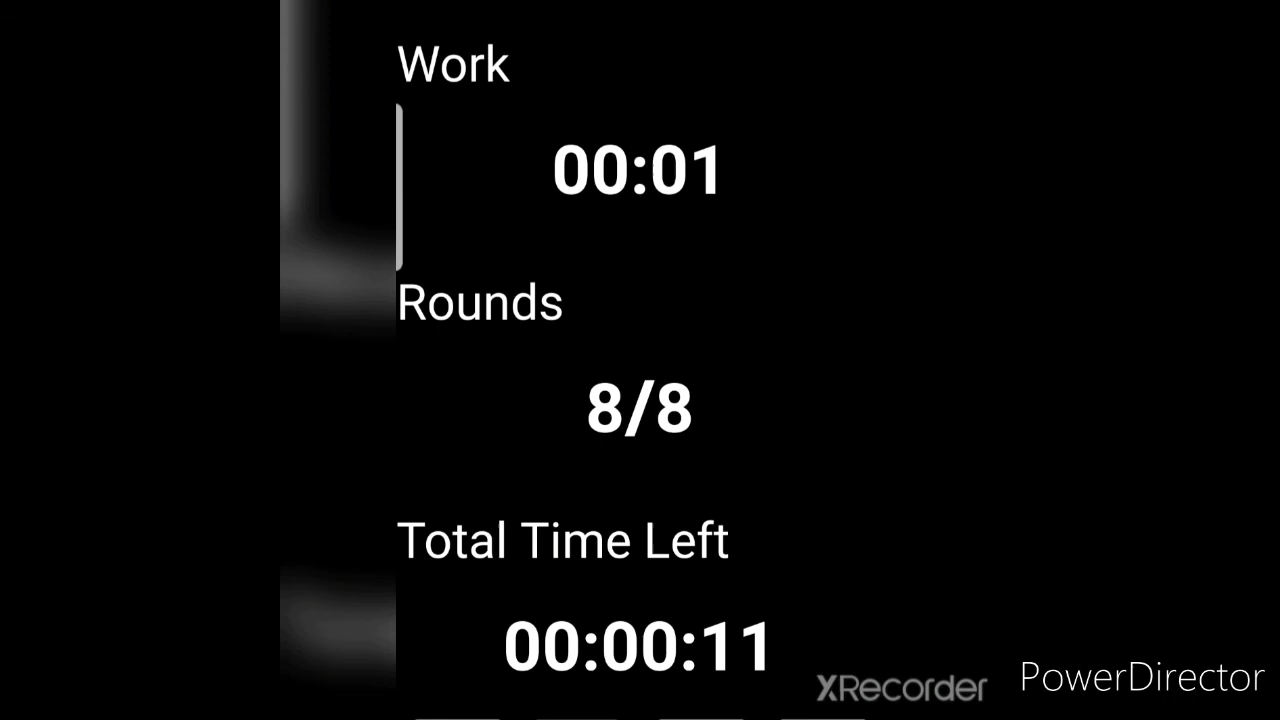 Work
00:01
Rounds
8/8
Total Time Left
00:00:11
XRecorder
PowerDirector